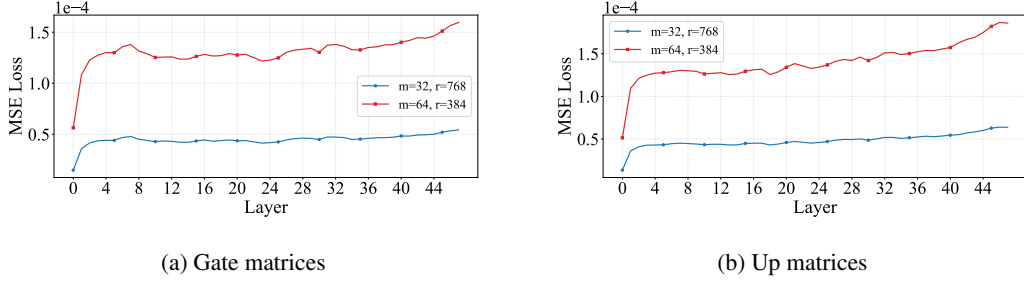 1e−4
1.5
1.0
0.5
MSE Loss
m=32, r=768
m=64, r=384
0 4 8 12 16 20 24 28 32 36 40 44
Layer
(a) Gate matrices
1e−4
1.5
1.0
0.5
MSE Loss
m=32, r=768
m=64, r=384
0 4 8 12 16 20 24 28 32 36 40 44
Layer
(b) Up matrices